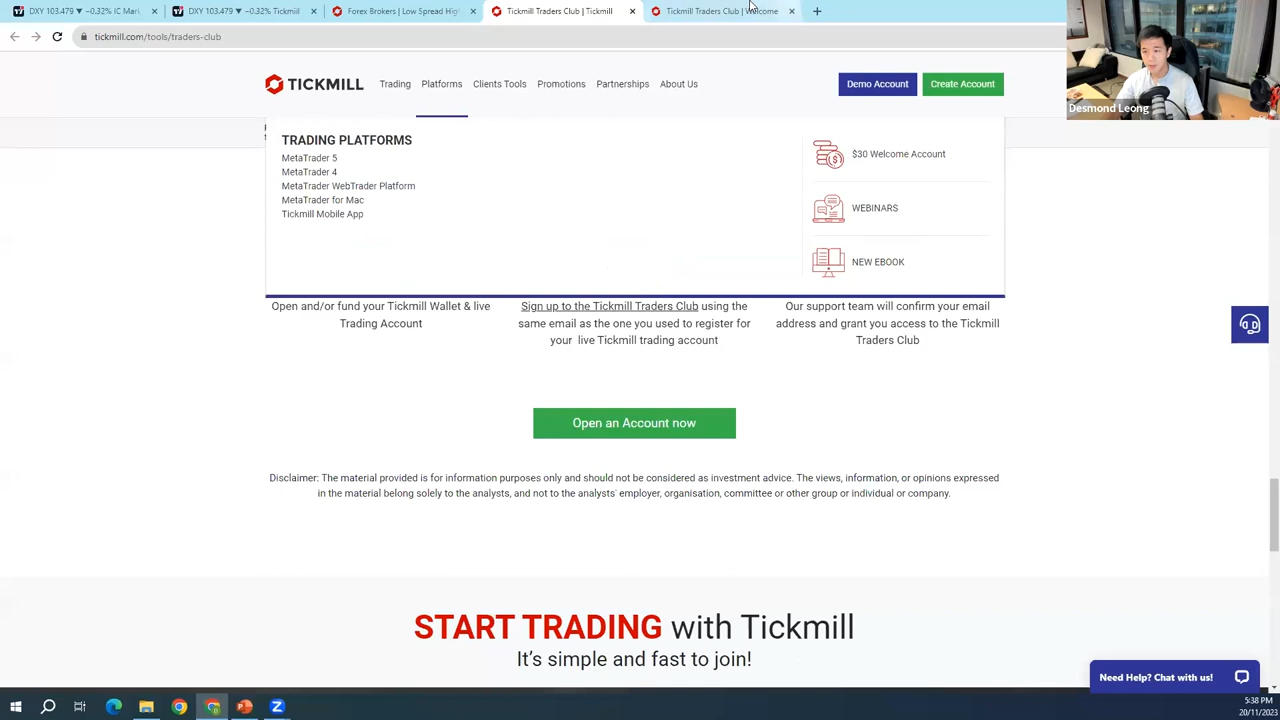 DXY 103.479 ▼ −0.32% IC Mark
DXY 103.479 ▼ −0.32% Tickmill
Forex Brokers | Low Spread High
Tickmill Traders Club | Tickmill
Tickmill Traders Club | Welcome
tickmill.com/tools/traders-club
TICKMILL
Trading
Platforms
Clients Tools
Promotions
Partnerships
About Us
Demo Account
Create Account
Desmond Leong
TRADING PLATFORMS
MetaTrader 5
MetaTrader 4
MetaTrader WebTrader Platform
MetaTrader for Mac
Tickmill Mobile App
$30 Welcome Account
WEBINARS
NEW EBOOK
Open and/or fund your Tickmill Wallet & live
Trading Account
Sign up to the Tickmill Traders Club using the
same email as the one you used to register for
your live Tickmill trading account
Our support team will confirm your email
address and grant you access to the Tickmill
Traders Club
Open an Account now
Disclaimer: The material provided is for information purposes only and should not be considered as investment advice. The views, information, or opinions expressed
in the material belong solely to the analysts, and not to the analysts' employer, organisation, committee or other group or individual or company.
START TRADING with Tickmill
It's simple and fast to join!
Need Help? Chat with us!
5:38 PM
20/11/2023